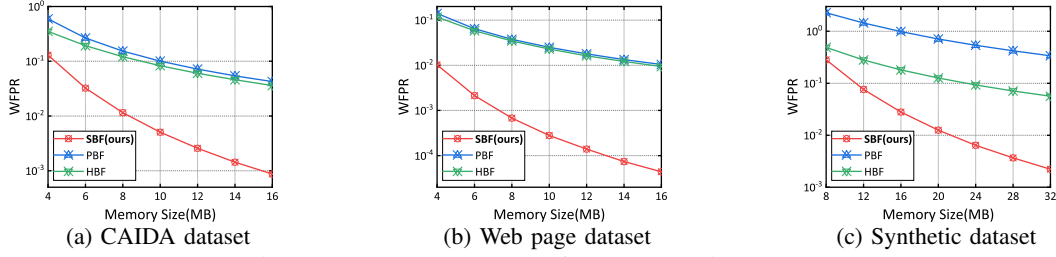 10^0
10^-1
10^-2
10^-3
WFPR
SBF(ours)
PBF
HBF
4 6 8 10 12 14 16
Memory Size(MB)
(a) CAIDA dataset
10^-1
10^-2
10^-3
10^-4
WFPR
SBF(ours)
PBF
HBF
4 6 8 10 12 14 16
Memory Size(MB)
(b) Web page dataset
10^0
10^-1
10^-2
10^-3
WFPR
SBF(ours)
PBF
HBF
8 12 16 20 24 28 32
Memory Size(MB)
(c) Synthetic dataset